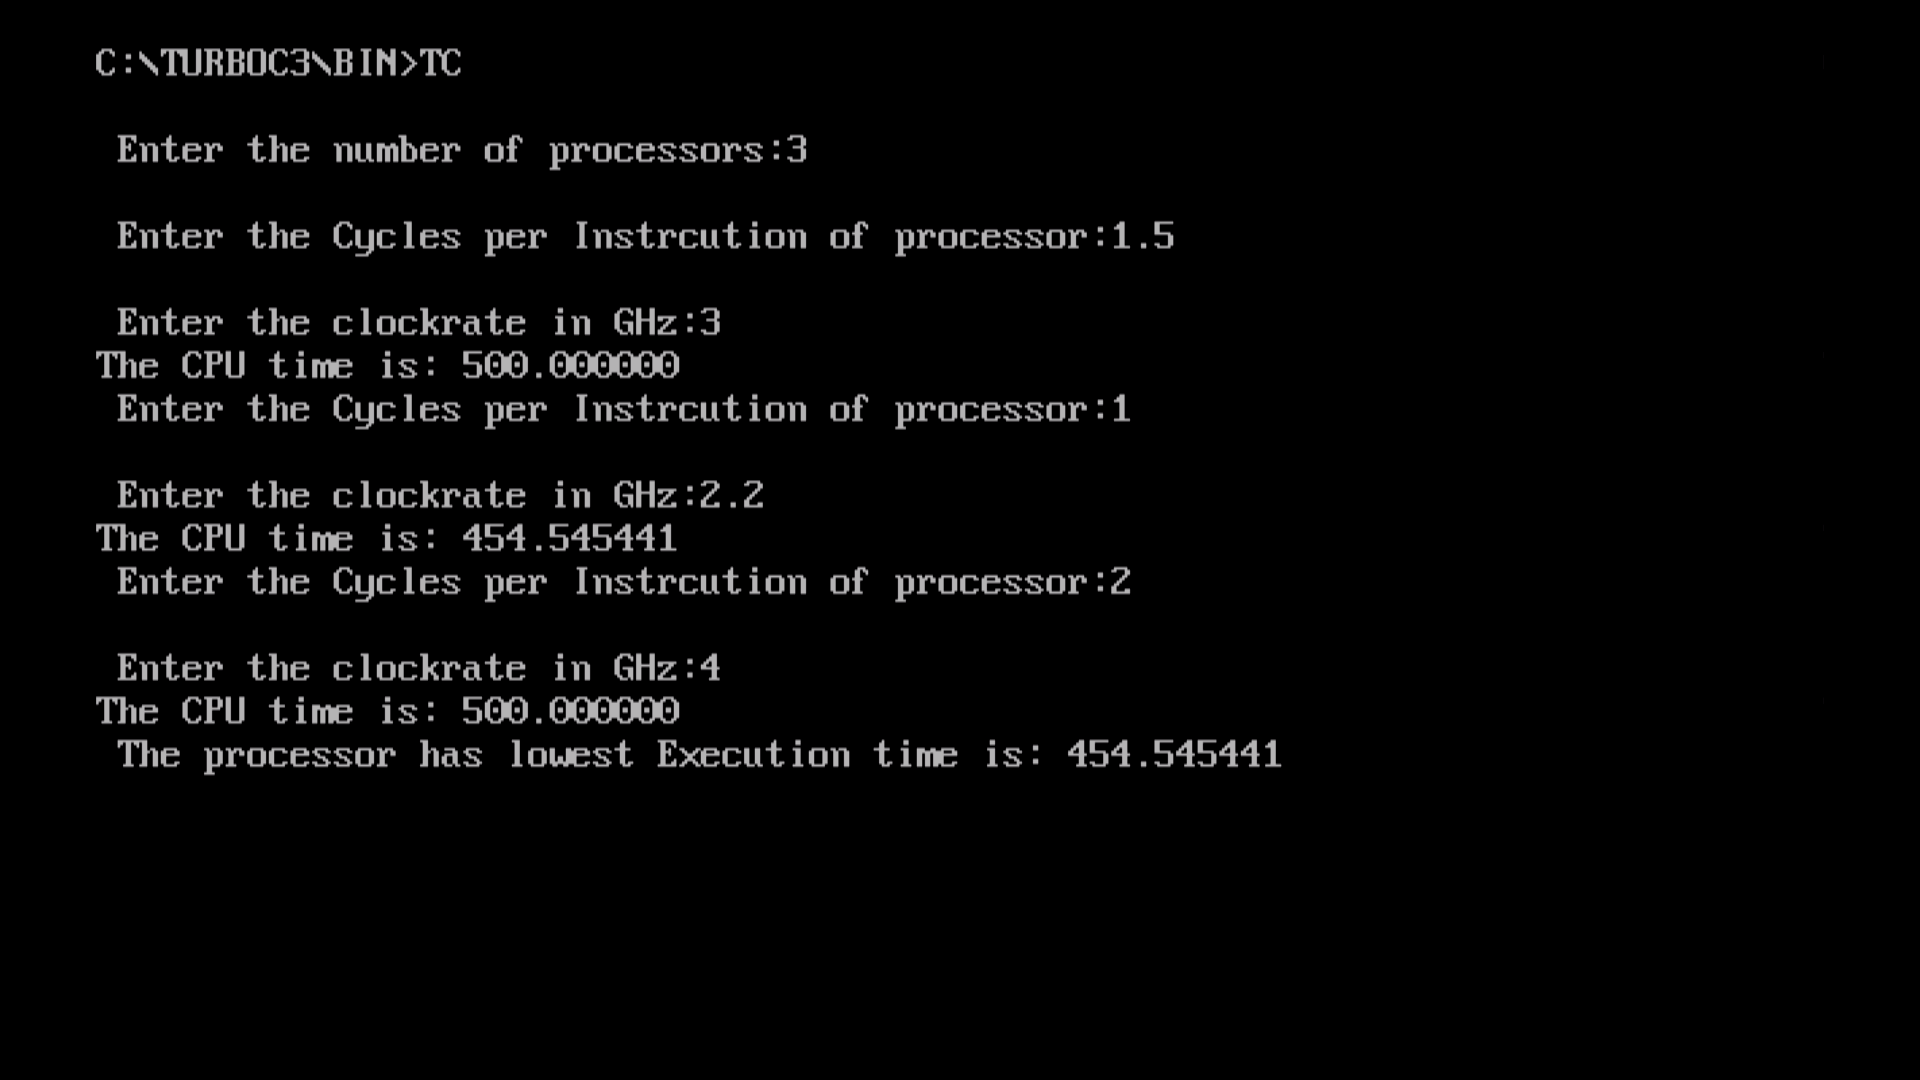 C:\TURBOC3\BIN>TC
Enter the number of processors:3
Enter the Cycles per Instrcution of processor:1.5
Enter the clockrate in GHz:3
The CPU time is: 500.000000
Enter the Cycles per Instrcution of processor:1
Enter the clockrate in GHz:2.2
The CPU time is: 454.545441
Enter the Cycles per Instrcution of processor:2
Enter the clockrate in GHz:4
The CPU time is: 500.000000
The processor has lowest Execution time is: 454.545441